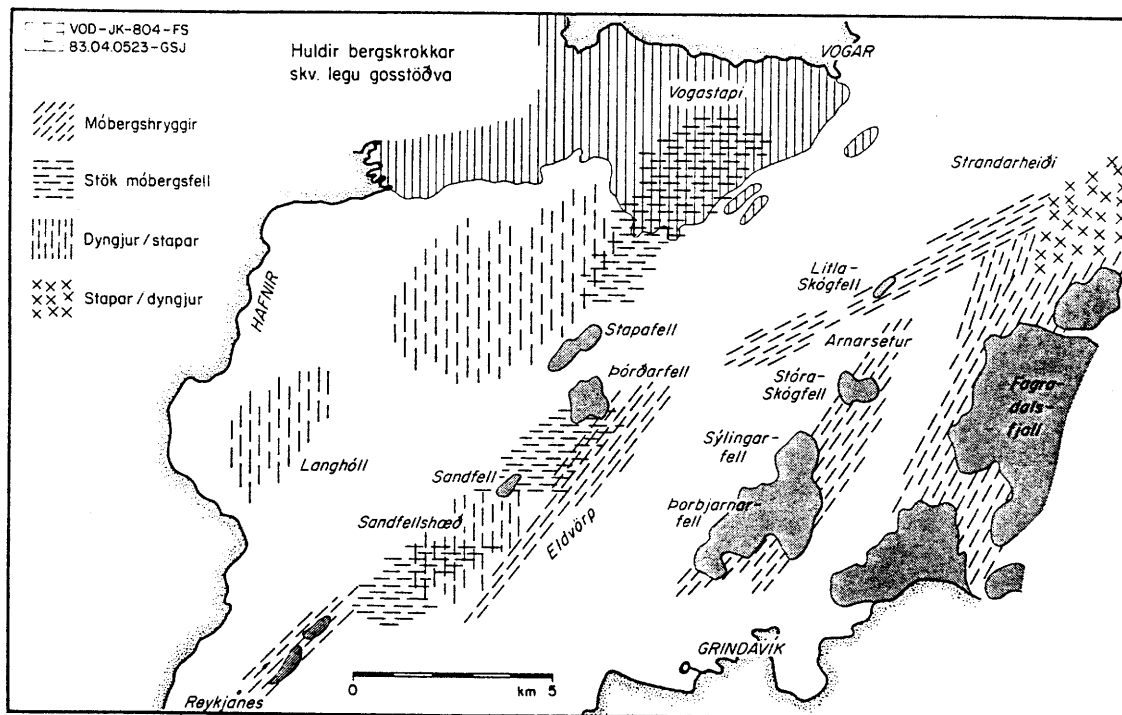 VOD-JK-804-FS
83.04.0523-GSJ
Huldir bergskrokkar
skv. legu gosstöðva
Móbergshryggir
Stök móbergsfell
Dyngjur/stapar
Stapar/dyngjur
VOGAR
Vogastapi
Strandarheiði
HAFNIR
Litla-
Skógfell
Stapafell
Arnarsetur
Þórðarfell
Stóra-
Skógfell
Fagra-
dals-
fjall
Langhóll
Sýlingar-
fell
Sandfell
Þorbjarnar-
fell
Sandfellshæð
Eldvörp
GRINDAVÍK
Reykjanes
0 km 5